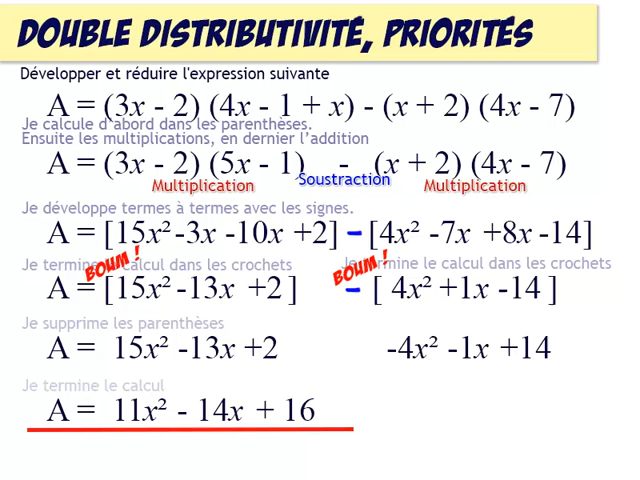 DOUBLE DISTRIBUTIVITÉ, PRIORITÉS
Développer et réduire l'expression suivante
A = (3x - 2) (4x - 1 + x) - (x + 2) (4x - 7)
Je calcule d'abord dans les parenthèses.
Ensuite les multiplications, en dernier l'addition
A = (3x - 2) (5x - 1) - (x + 2) (4x - 7)
Multiplication Soustraction Multiplication
Je développe termes à termes avec les signes.
A = [15x² -3x -10x +2] - [4x² -7x +8x -14]
Je termine le calcul dans les crochets Je termine le calcul dans les crochets
BOUM ! BOUM !
A = [15x² -13x +2 ] - [ 4x² +1x -14 ]
Je supprime les parenthèses
A = 15x² -13x +2 -4x² -1x +14
Je termine le calcul
A = 11x² - 14x + 16